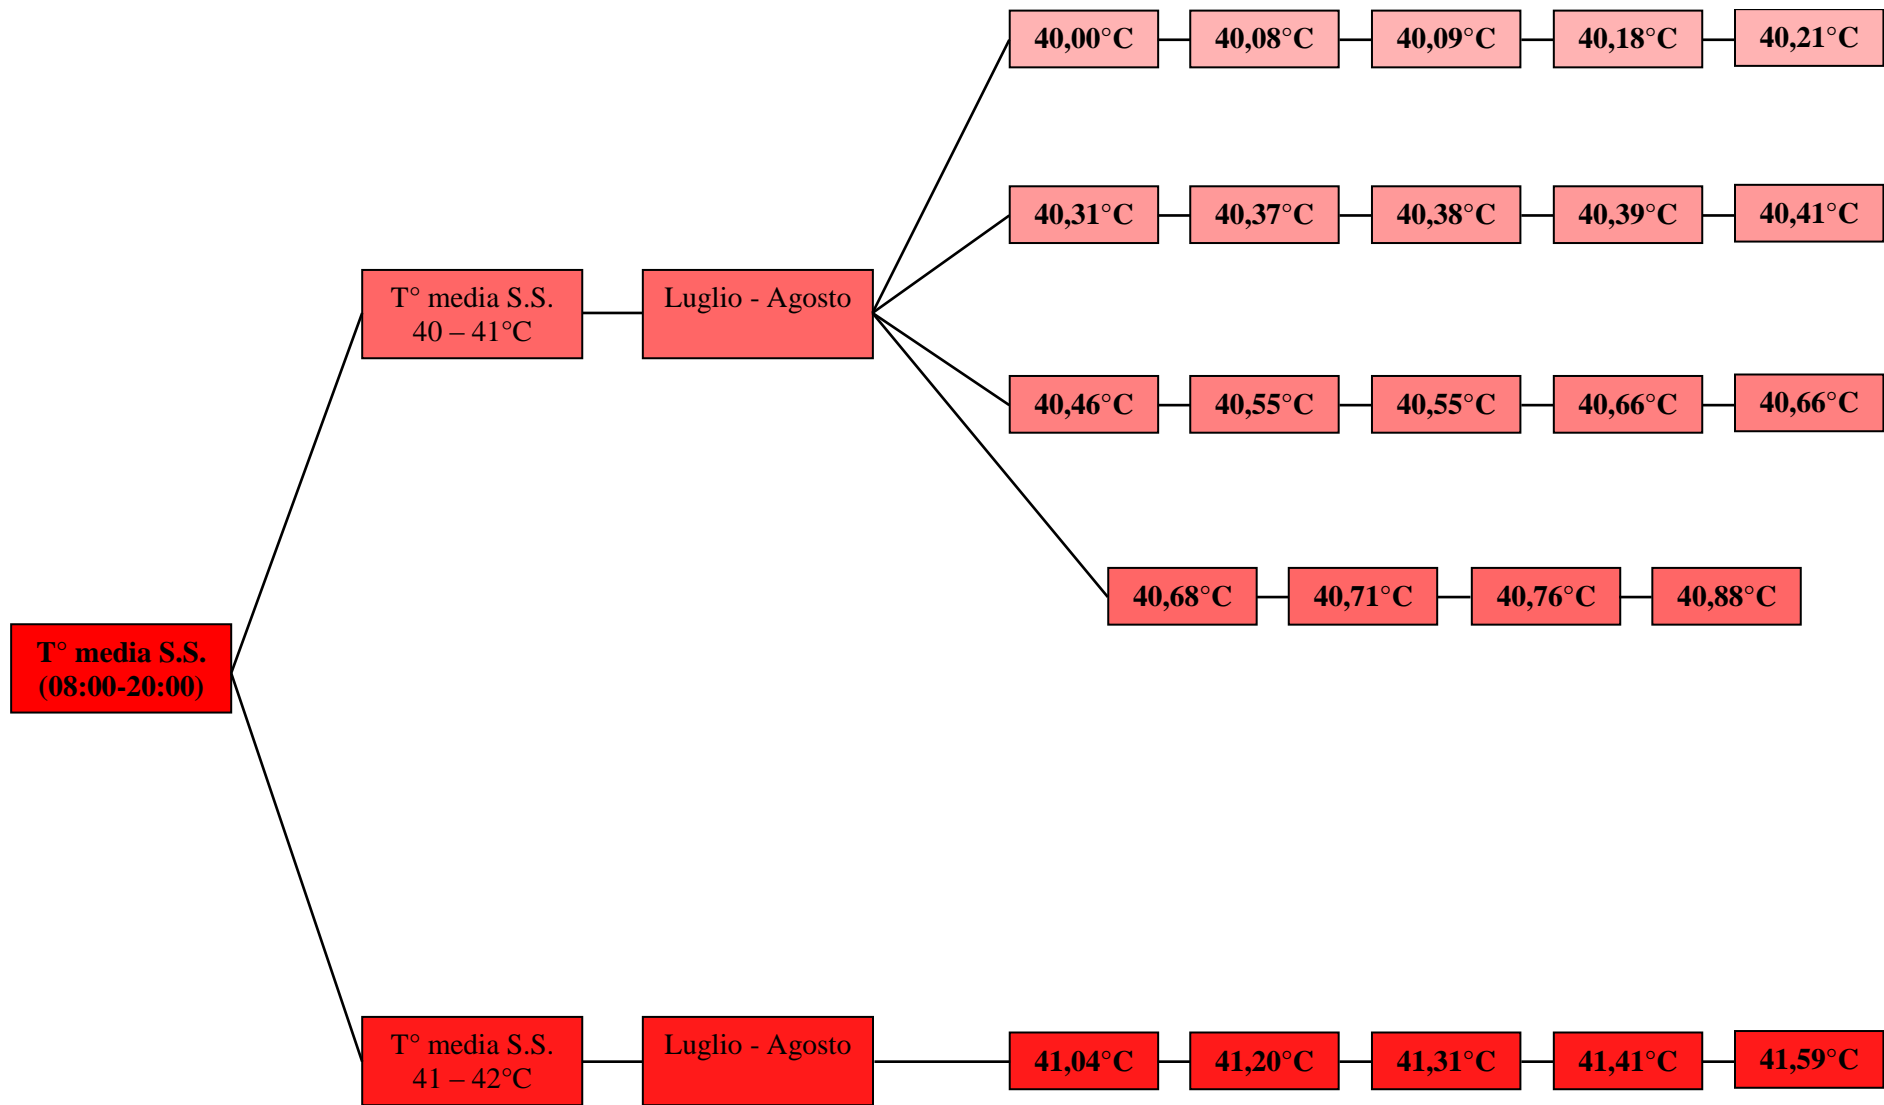 40,00°C
40,08°C
40,09°C
40,18°C
40,21°C
40,31°C
40,37°C
40,38°C
40,39°C
40,41°C
T° media S.S.
40 – 41°C
Luglio - Agosto
40,46°C
40,55°C
40,55°C
40,66°C
40,66°C
40,68°C
40,71°C
40,76°C
40,88°C
T° media S.S.
(08:00-20:00)
T° media S.S.
41 – 42°C
Luglio - Agosto
41,04°C
41,20°C
41,31°C
41,41°C
41,59°C